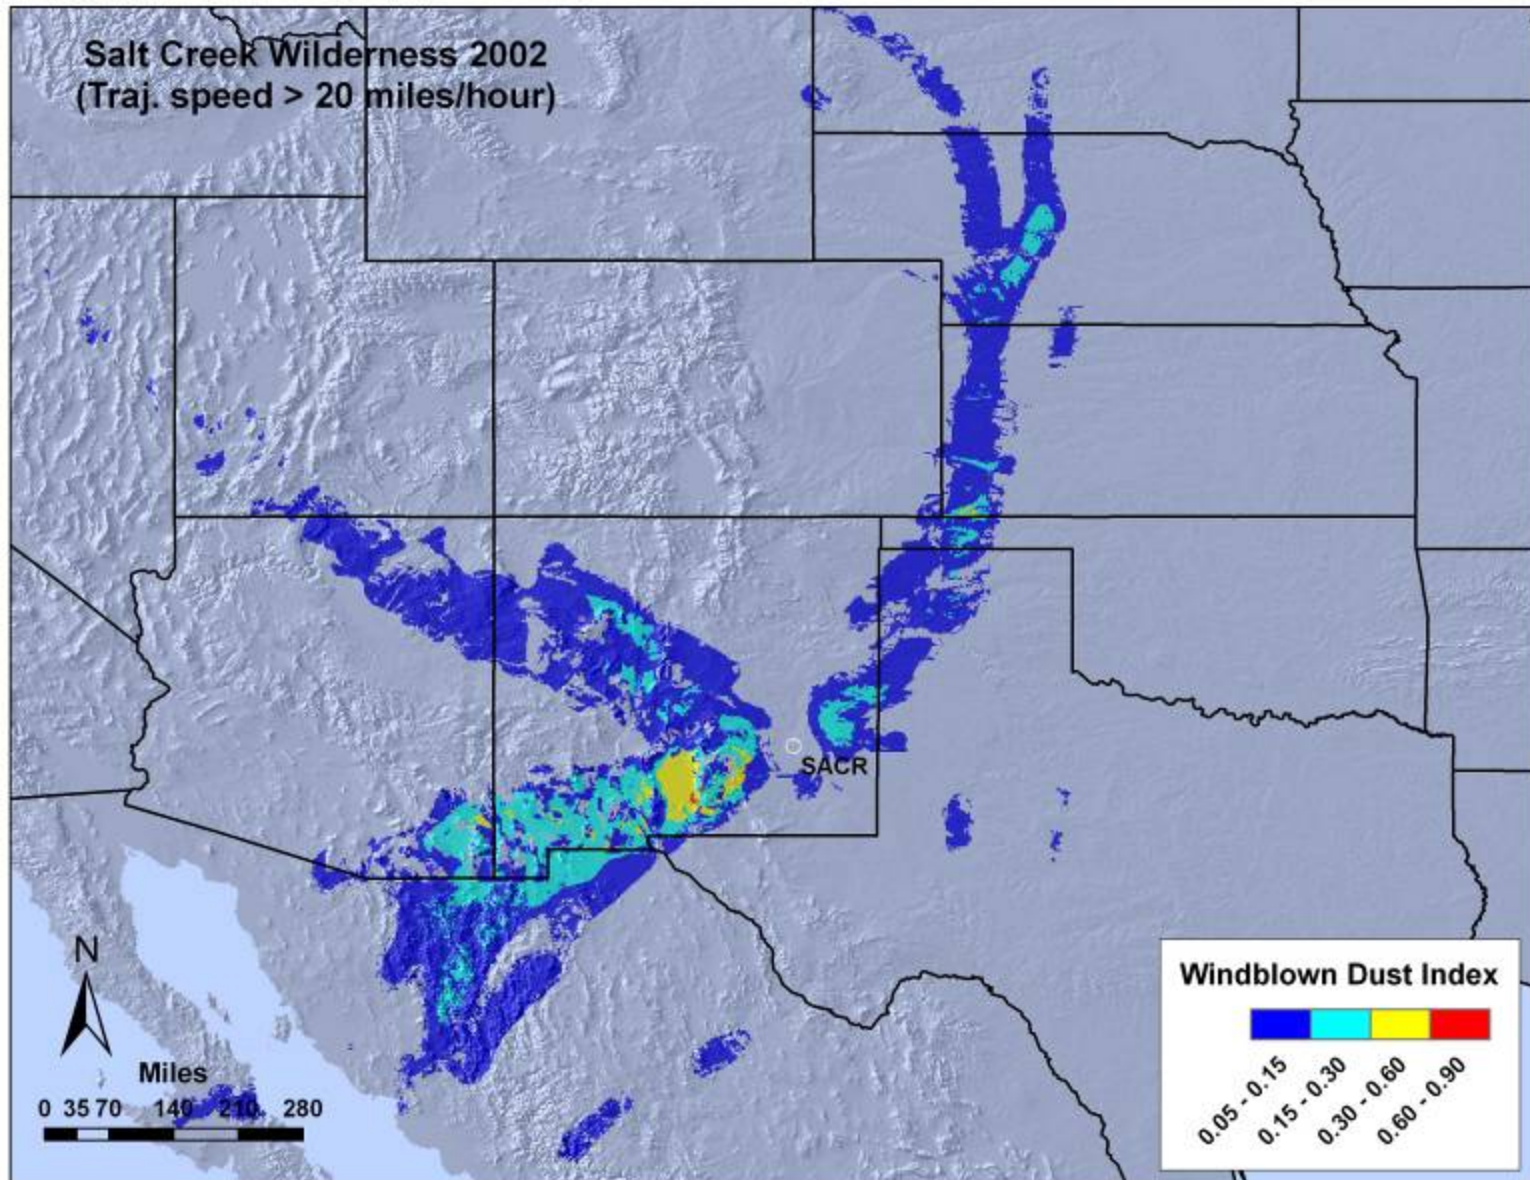 Salt Creek Wilderness 2002
(Traj. speed > 20 miles/hour)
SACR
N
Miles
0 35 70 140 210 280
Windblown Dust Index
0.05 - 0.15
0.15 - 0.30
0.30 - 0.60
0.60 - 0.90